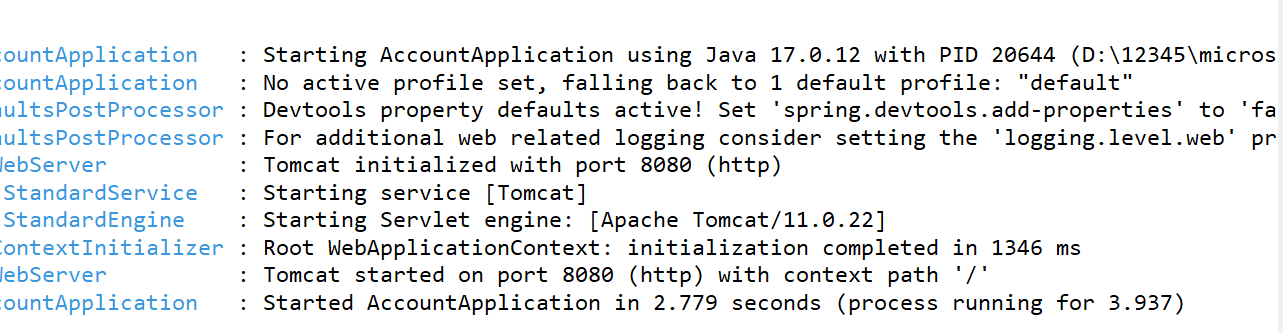 countApplication : Starting AccountApplication using Java 17.0.12 with PID 20644 (D:\12345\micros
countApplication : No active profile set, falling back to 1 default profile: "default"
aultsPostProcessor : Devtools property defaults active! Set 'spring.devtools.add-properties' to 'fa
aultsPostProcessor : For additional web related logging consider setting the 'logging.level.web' pr
WebServer : Tomcat initialized with port 8080 (http)
StandardService : Starting service [Tomcat]
StandardEngine : Starting Servlet engine: [Apache Tomcat/11.0.22]
ContextInitializer : Root WebApplicationContext: initialization completed in 1346 ms
WebServer : Tomcat started on port 8080 (http) with context path '/'
countApplication : Started AccountApplication in 2.779 seconds (process running for 3.937)